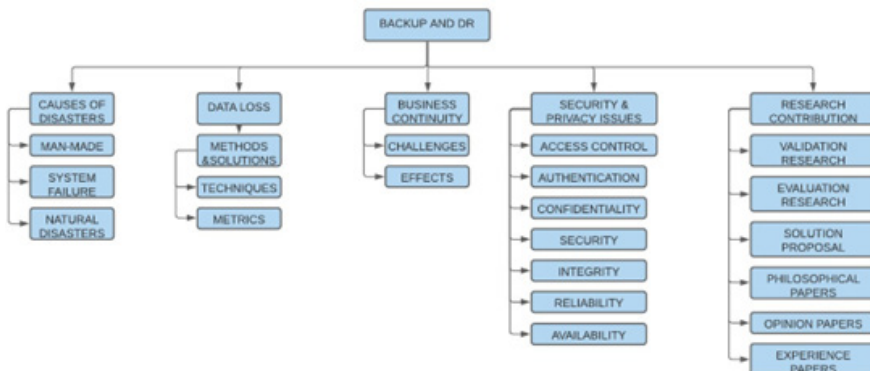 BACKUP AND DR
CAUSES OF
DISASTERS
MAN-MADE
SYSTEM
FAILURE
NATURAL
DISASTERS
DATA LOSS
METHODS
&SOLUTIONS
TECHNIQUES
METRICS
BUSINESS
CONTINUITY
CHALLENGES
EFFECTS
SECURITY &
PRIVACY ISSUES
ACCESS CONTROL
AUTHENTICATION
CONFIDENTIALITY
SECURITY
INTEGRITY
RELIABILITY
AVAILABILITY
RESEARCH
CONTRIBUTION
VALIDATION
RESEARCH
EVALUATION
RESEARCH
SOLUTION
PROPOSAL
PHILOSOPHICAL
PAPERS
OPINION PAPERS
EXPERIENCE
PAPERS